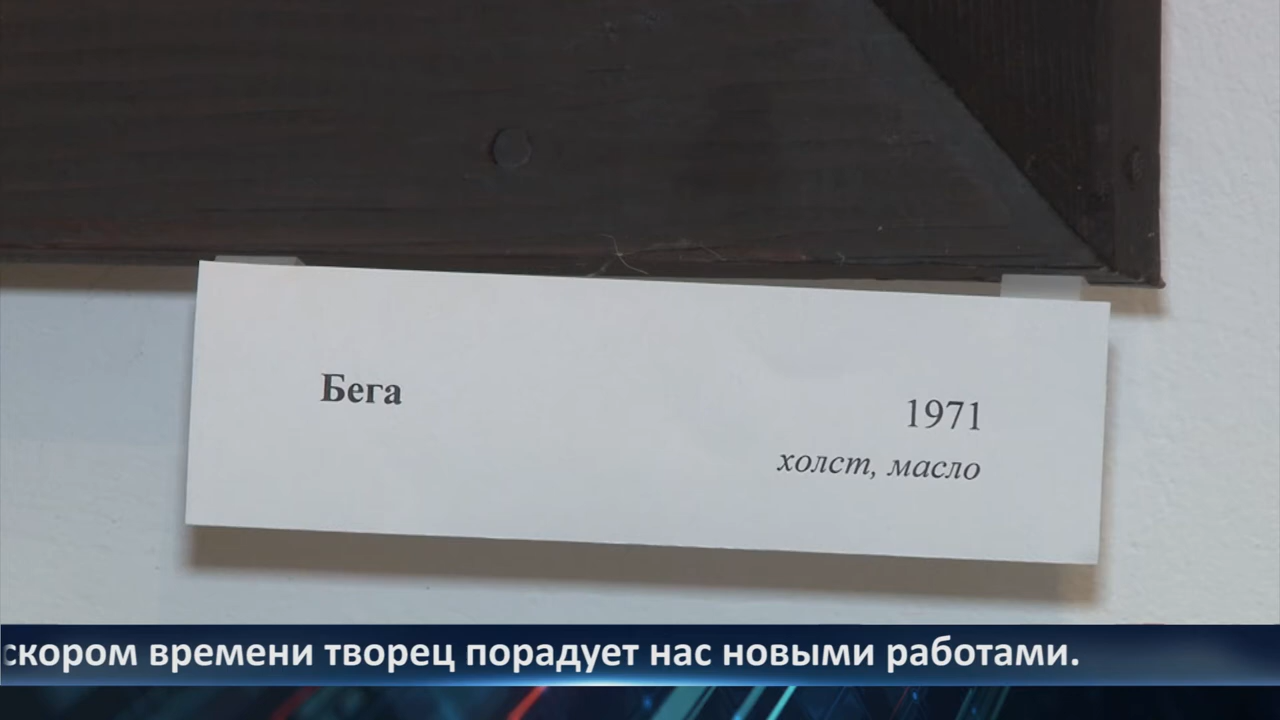 Бега
1971
холст, масло
скором времени творец порадует нас новыми работами.